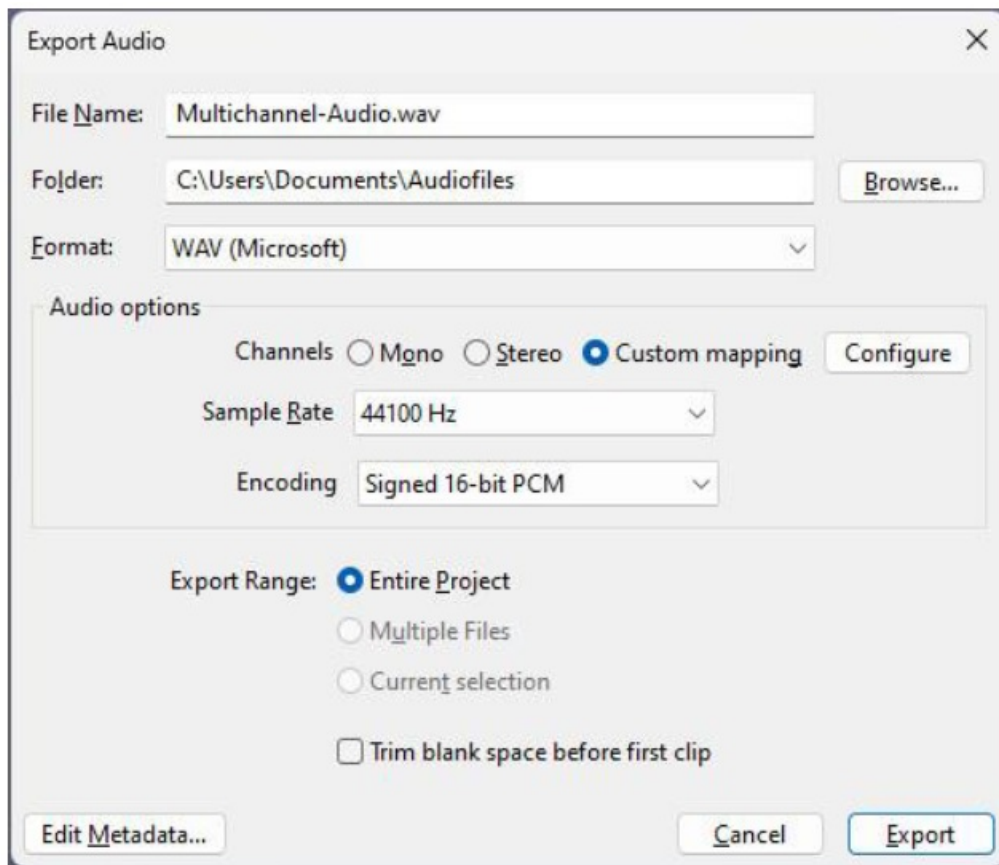 Export Audio
File Name: Multichannel-Audio.wav
Folder: C:\Users\Documents\Audiofiles Browse...
Format: WAV (Microsoft)
Audio options
Channels Mono Stereo Custom mapping Configure
Sample Rate 44100 Hz
Encoding Signed 16-bit PCM
Export Range: Entire Project
Multiple Files
Current selection
Trim blank space before first clip
Edit Metadata... Cancel Export